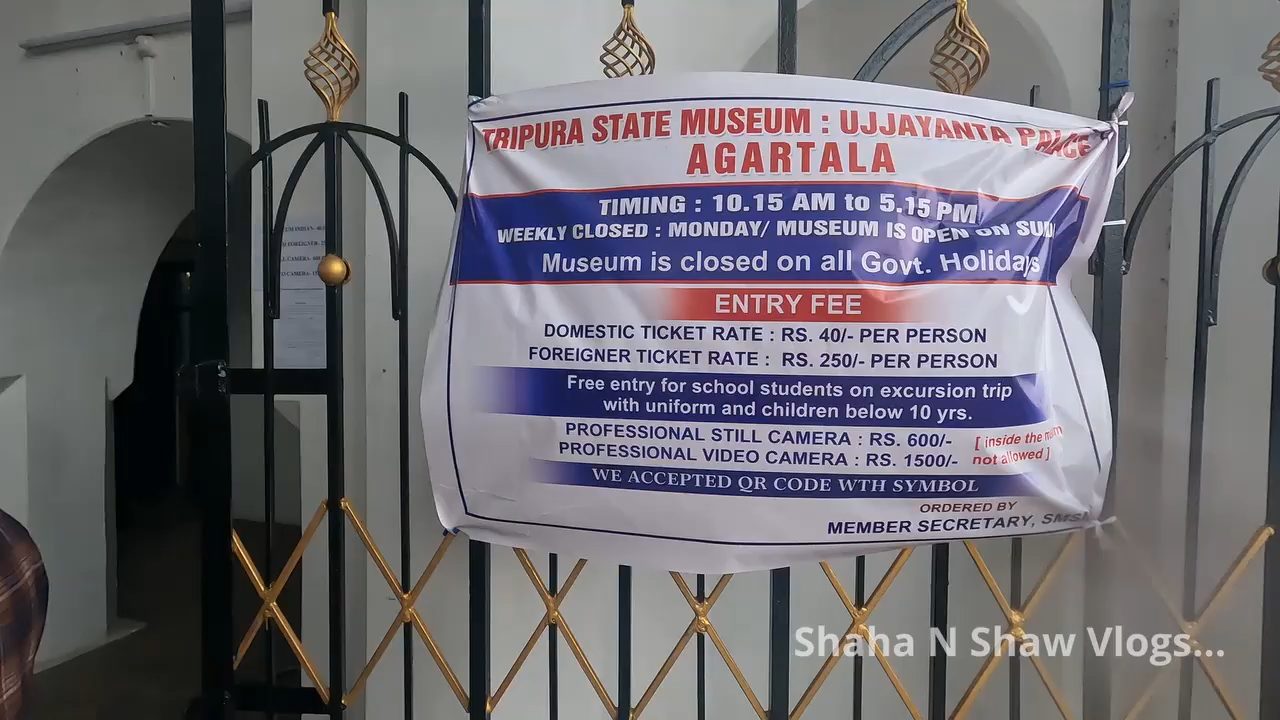 TRIPURA STATE MUSEUM : UJJAYANTA PALACE
AGARTALA
TIMING : 10.15 AM to 5.15 PM
WEEKLY CLOSED : MONDAY/ MUSEUM IS OPEN ON
Museum is closed on all Govt. Holidays
ENTRY FEE
DOMESTIC TICKET RATE : RS. 40/- PER PERSON
FOREIGNER TICKET RATE : RS. 250/- PER PERSON
Free entry for school students on excursion trip
with uniform and children below 10 yrs.
PROFESSIONAL STILL CAMERA : RS. 600/- [ inside the
PROFESSIONAL VIDEO CAMERA : RS. 1500/- not allowed ]
WE ACCEPTED QR CODE WTH SYMBOL
ORDERED BY
MEMBER SECRETARY,
Shaha N Shaw Vlogs...